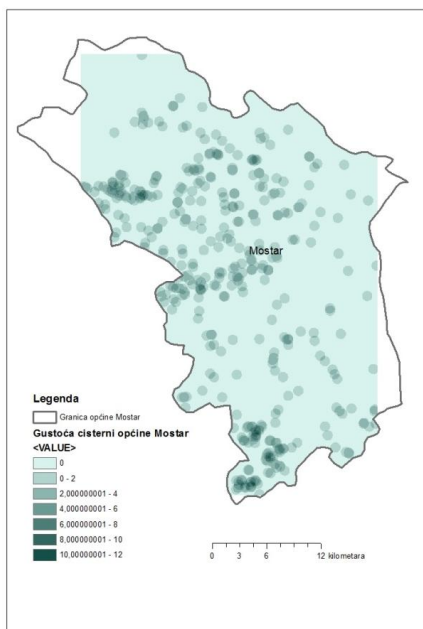 Mostar
Legenda
Granica općine Mostar
Gustoća cisterni općine Mostar
<VALUE>
0
0 - 2
2,000000001 - 4
4,000000001 - 6
6,000000001 - 8
8,000000001 - 10
10,00000001 - 12
0 3 6 12 kilometara